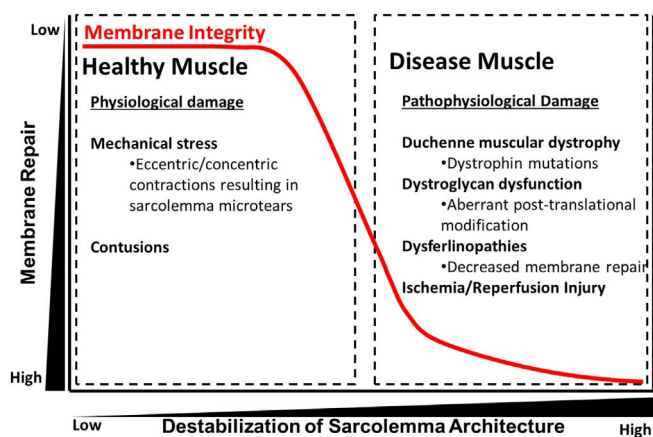 Low
Membrane Integrity
Healthy Muscle
Physiological damage
Mechanical stress
•Eccentric/concentric
contractions resulting in
sarcolemma microtears
Contusions
Disease Muscle
Pathophysiological Damage
Duchenne muscular dystrophy
•Dystrophin mutations
Dystroglycan dysfunction
•Aberrant post-translational
modification
Dysferlinopathies
•Decreased membrane repair
Ischemia/Reperfusion Injury
Membrane Repair
High
Low
Destabilization of Sarcolemma Architecture
High